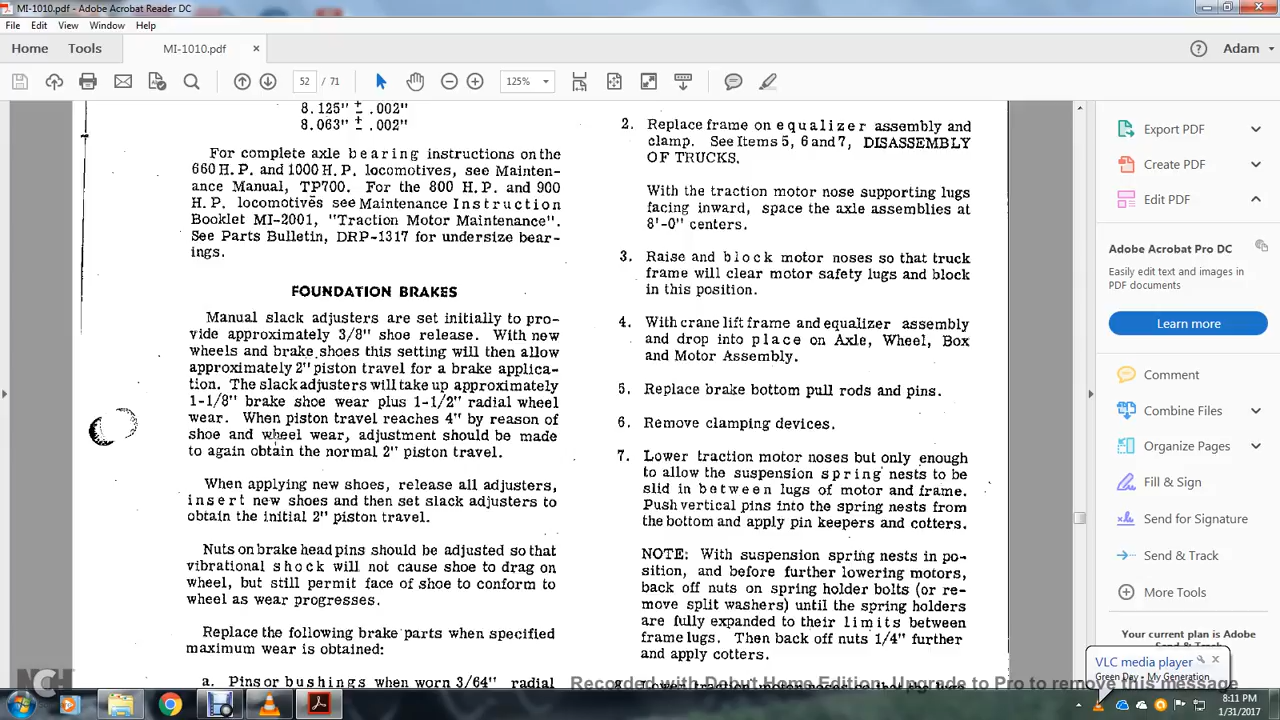 MI-1010.pdf - Adobe Acrobat Reader DC
File Edit View Window Help
Home Tools MI-1010.pdf × Adam
52 / 71 125%
8.125" ± .002"
8.063" ± .002"
For complete axle bearing instructions on the
660 H. P. and 1000 H. P. locomotives, see Mainten-
ance Manual, TP700. For the 800 H. P. and 900
H. P. locomotives see Maintenance Instruction
Booklet MI-2001, "Traction Motor Maintenance".
See Parts Bulletin, DRP-1317 for undersize bear-
ings.
FOUNDATION BRAKES
Manual slack adjusters are set initially to pro-
vide approximately 3/8" shoe release. With new
wheels and brake shoes this setting will then allow
approximately 2" piston travel for a brake applica-
tion. The slack adjusters will take up approximately
1-1/8" brake shoe wear plus 1-1/2" radial wheel
wear. When piston travel reaches 4" by reason of
shoe and wheel wear, adjustment should be made
to again obtain the normal 2" piston travel.
When applying new shoes, release all adjusters,
insert new shoes and then set slack adjusters to
obtain the initial 2" piston travel.
Nuts on brake head pins should be adjusted so that
vibrational shock will not cause shoe to drag on
wheel, but still permit face of shoe to conform to
wheel as wear progresses.
Replace the following brake parts when specified
maximum wear is obtained:
a. Pins or bushings when worn 3/64" radial
2. Replace frame on equalizer assembly and
clamp. See Items 5, 6 and 7, DISASSEMBLY
OF TRUCKS.
With the traction motor nose supporting lugs
facing inward, space the axle assemblies at
8'-0" centers.
3. Raise and block motor noses so that truck
frame will clear motor safety lugs and block
in this position.
4. With crane lift frame and equalizer assembly
and drop into place on Axle, Wheel, Box
and Motor Assembly.
5. Replace brake bottom pull rods and pins.
6. Remove clamping devices.
7. Lower traction motor noses but only enough
to allow the suspension spring nests to be
slid in between lugs of motor and frame.
Push vertical pins into the spring nests from
the bottom and apply pin keepers and cotters.
NOTE: With suspension spring nests in po-
sition, and before further lowering motors,
back off nuts on spring holder bolts (or re-
move split washers) until the spring holders
are fully expanded to their limits between
frame lugs. Then back off nuts 1/4" further
and apply cotters.
Export PDF
Create PDF
Edit PDF
Adobe Acrobat Pro DC
Easily edit text and images in
PDF documents
Learn more
Comment
Combine Files
Organize Pages
Fill & Sign
Send for Signature
Send & Track
More Tools
Your current plan is Adobe
VLC media player
Green Day - My Generation
NCH
Recorded with Debut Home Edition: Upgrade to Pro to remove this message
8:11 PM
1/31/2017